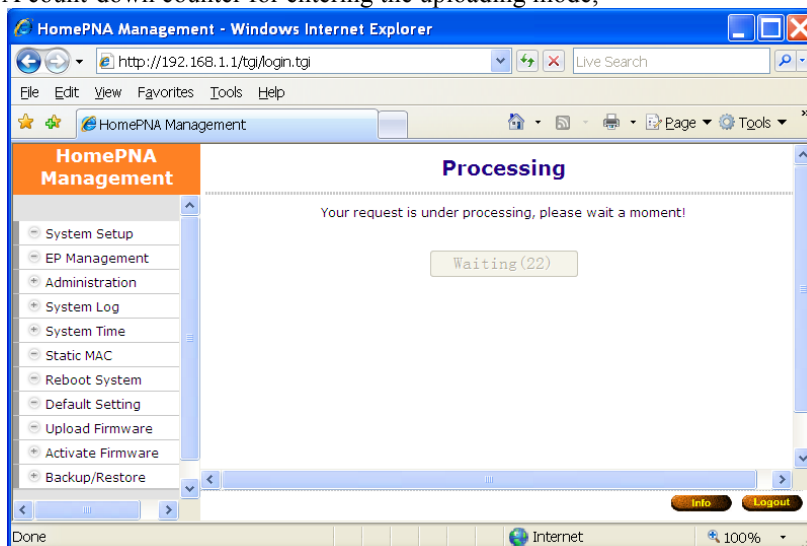 A count-down counter for entering the uploading mode;
HomePNA Management - Windows Internet Explorer
http://192.168.1.1/tgi/login.tgi
Live Search
File Edit View Favorites Tools Help
HomePNA Management
Page
Tools
HomePNA
Management
Processing
Your request is under processing, please wait a moment!
Waiting(22)
System Setup
EP Management
Administration
System Log
System Time
Static MAC
Reboot System
Default Setting
Upload Firmware
Activate Firmware
Backup/Restore
Info
Logout
Done
Internet
100%